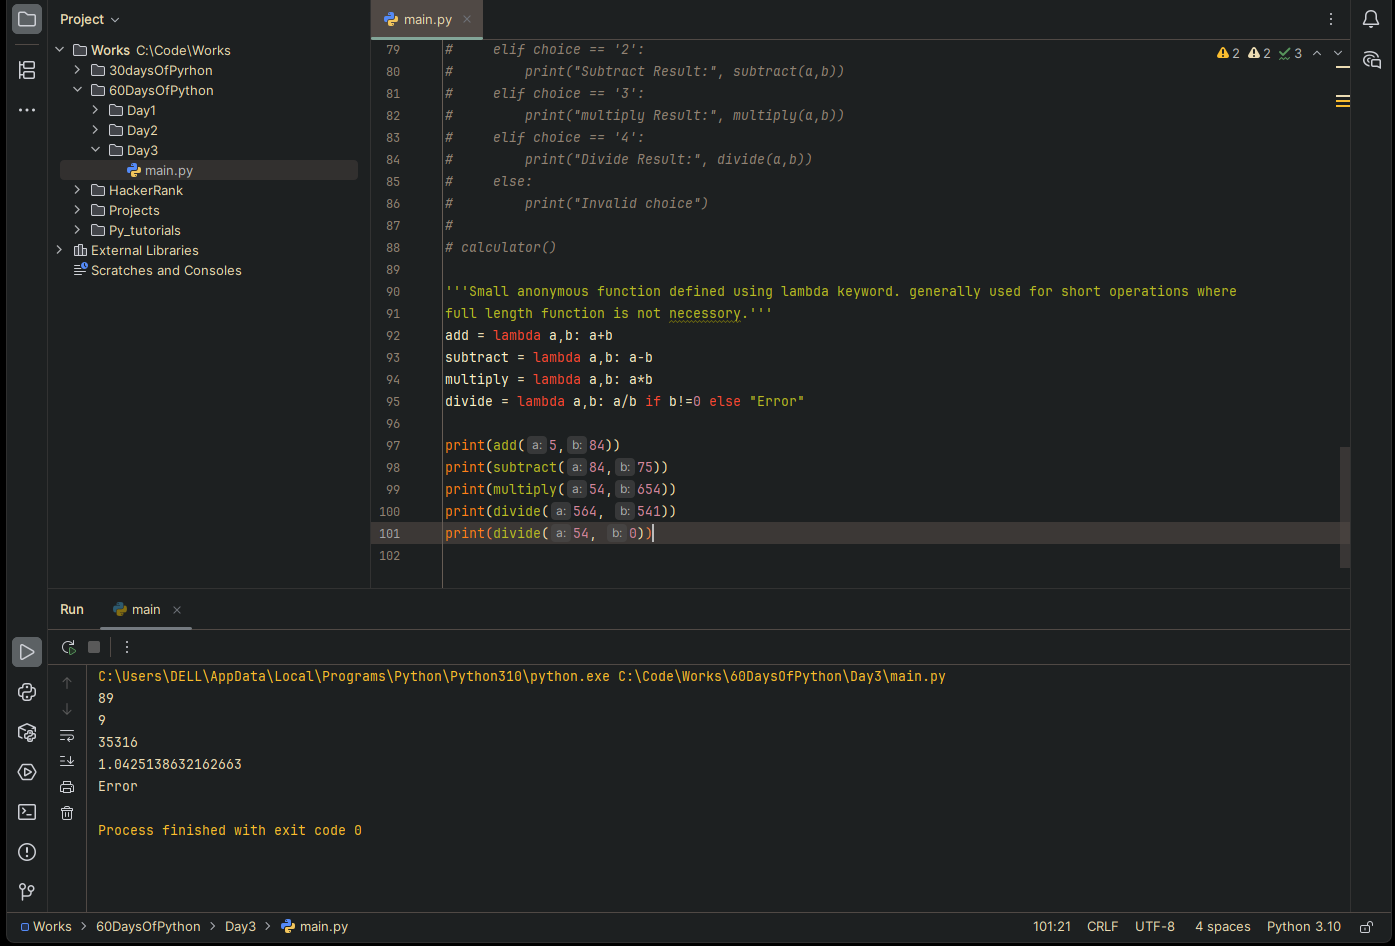 Project
main.py
Works C:\Code\Works
30daysOfPyrhon
60DaysOfPython
Day1
Day2
Day3
main.py
HackerRank
Projects
Py_tutorials
External Libraries
Scratches and Consoles
2 2 3
79 #     elif choice == '2':
80 #         print("Subtract Result:", subtract(a,b))
81 #     elif choice == '3':
82 #         print("multiply Result:", multiply(a,b))
83 #     elif choice == '4':
84 #         print("Divide Result:", divide(a,b))
85 #     else:
86 #         print("Invalid choice")
87 #
88 # calculator()
89
90 '''Small anonymous function defined using lambda keyword. generally used for short operations where
91 full length function is not necessory.'''
92 add = lambda a,b: a+b
93 subtract = lambda a,b: a-b
94 multiply = lambda a,b: a*b
95 divide = lambda a,b: a/b if b!=0 else "Error"
96
97 print(add( a: 5, b: 84))
98 print(subtract( a: 84, b: 75))
99 print(multiply( a: 54, b: 654))
100 print(divide( a: 564, b: 541))
101 print(divide( a: 54, b: 0))
102
Run main
C:\Users\DELL\AppData\Local\Programs\Python\Python310\python.exe C:\Code\Works\60DaysOfPython\Day3\main.py
89
9
35316
1.0425138632162663
Error
Process finished with exit code 0
Works > 60DaysOfPython > Day3 > main.py
101:21 CRLF UTF-8 4 spaces Python 3.10